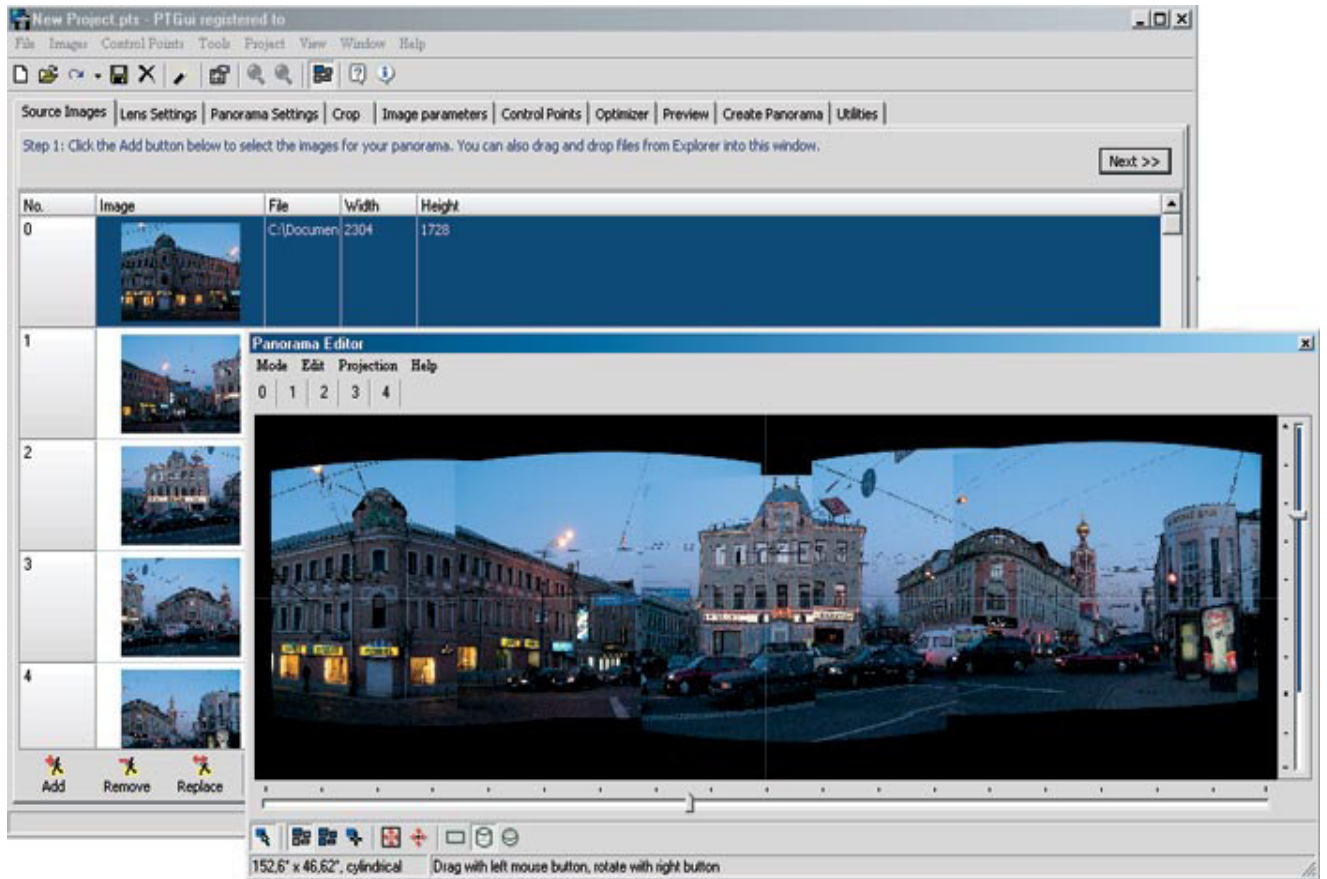 New Project.pts - PTGui registered to
File Images Control Points Tools Project View Window Help
Source Images Lens Settings Panorama Settings Crop Image parameters Control Points Optimizer Preview Create Panorama Utilities
Step 1: Click the Add button below to select the images for your panorama. You can also drag and drop files from Explorer into this window.
Next >>
No. Image File Width Height
0 C:\Documen 2304 1728
1
2
3
4
Add Remove Replace
Panorama Editor
Mode Edit Projection Help
0 1 2 3 4
152,6° x 46,62°, cylindrical Drag with left mouse button, rotate with right button